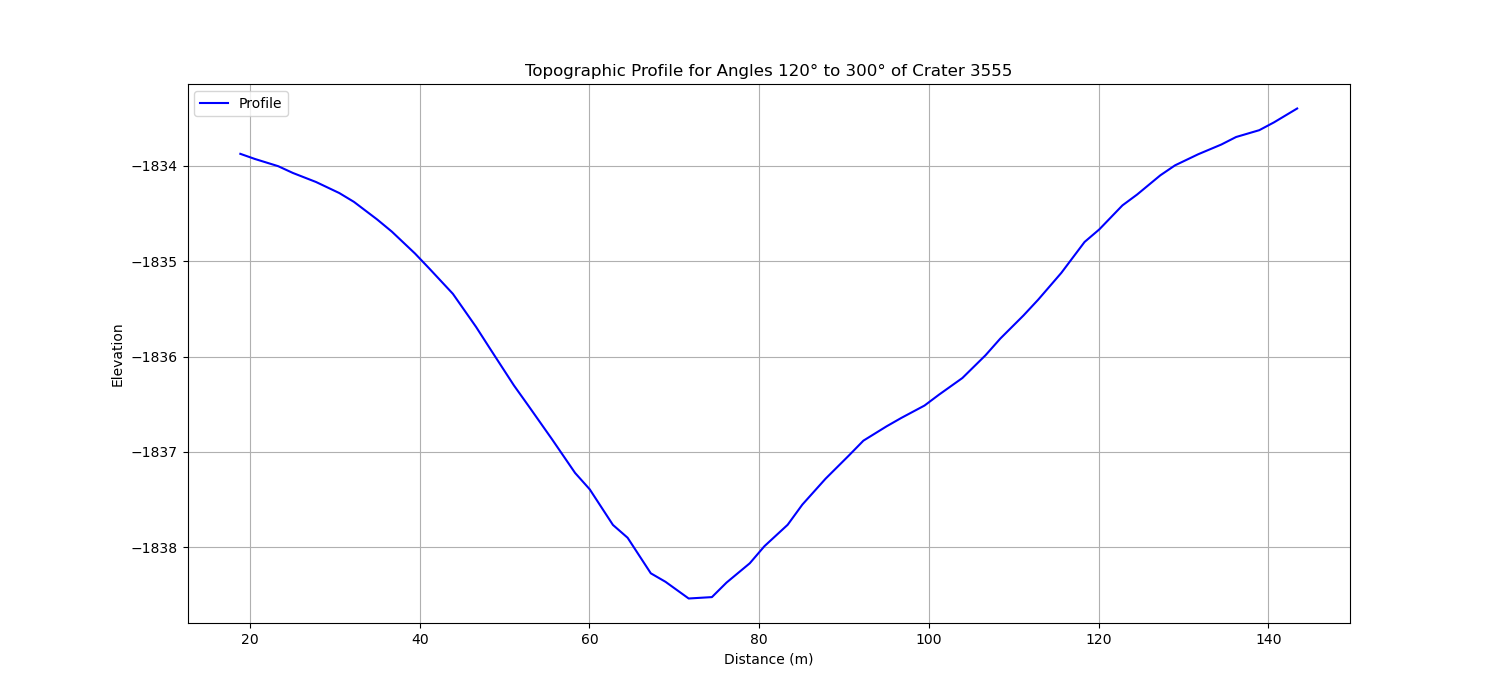 Topographic Profile for Angles 120° to 300° of Crater 3555
Profile
−1834
−1835
−1836
−1837
−1838
Elevation
20 40 60 80 100 120 140
Distance (m)